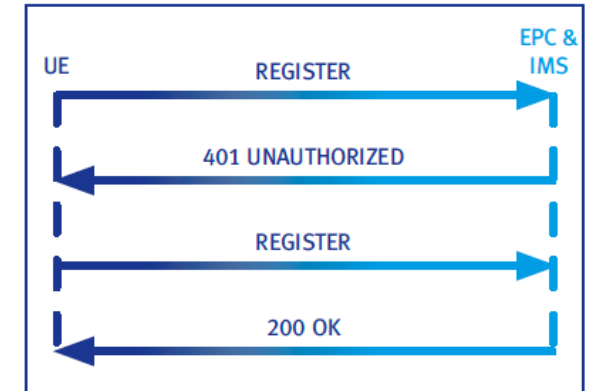 UE
EPC &
IMS
REGISTER
401 UNAUTHORIZED
REGISTER
200 OK